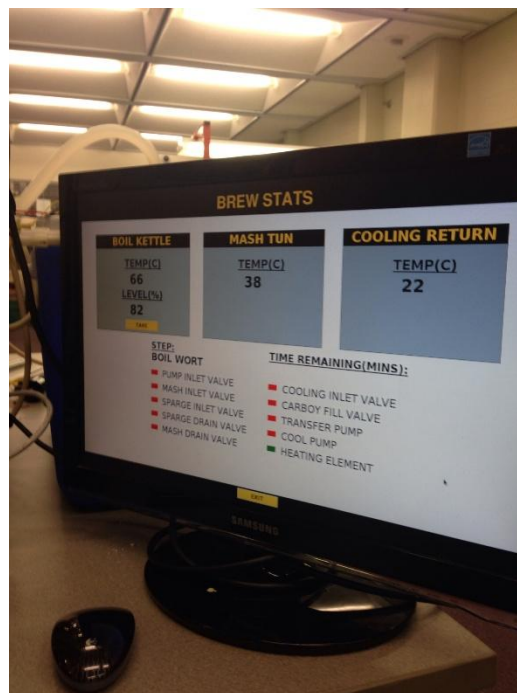 BREW STATS
BOIL KETTLE
TEMP(C)
66
LEVEL(%)
82
TARE
MASH TUN
TEMP(C)
38
COOLING RETURN
TEMP(C)
22
STEP:
BOIL WORT
PUMP INLET VALVE
MASH INLET VALVE
SPARGE INLET VALVE
SPARGE DRAIN VALVE
MASH DRAIN VALVE
TIME REMAINING(MINS):
COOLING INLET VALVE
CARBOY FILL VALVE
TRANSFER PUMP
COOL PUMP
HEATING ELEMENT
EXIT
SAMSUNG